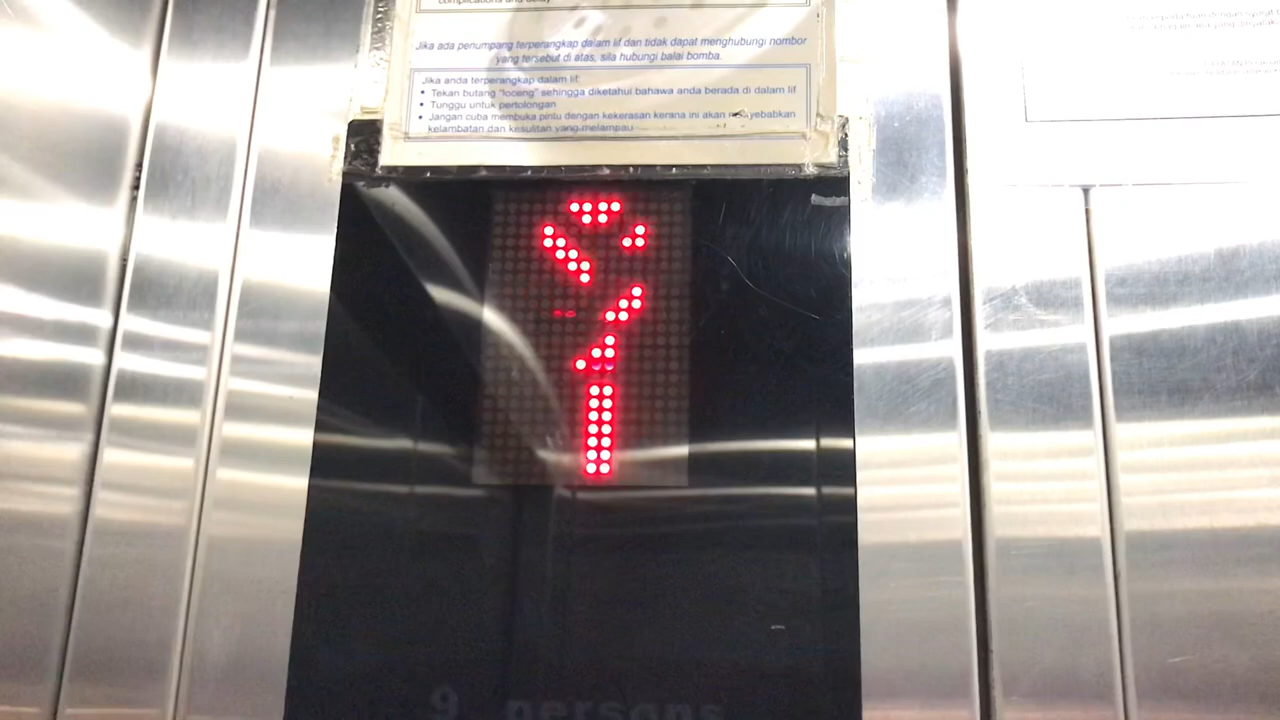 complications and delay
Jika ada penumpang terperangkap dalam lif dan tidak dapat menghubungi nombor
yang tersebut di atas, sila hubungi balai bomba.
Jika anda terperangkap dalam lif:
• Tekan butang "loceng" sehingga diketahui bahawa anda berada di dalam lif
• Tunggu untuk pertolongan
• Jangan cuba membuka pintu dengan kekerasan kerana ini akan menyebabkan
kelambatan dan kesulitan yang melampau
9 persons